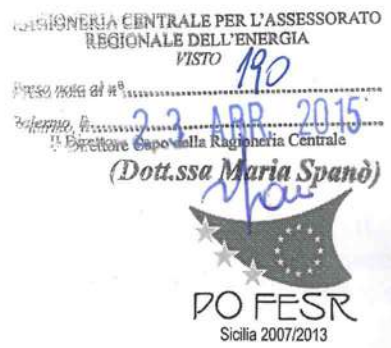 RAGIONERIA CENTRALE PER L'ASSESSORATO
REGIONALE DELL'ENERGIA
VISTO
Preso nota al n° 190
Palermo, li 23 APR. 2015
Il Direttore Capo della Ragioneria Centrale
(Dott.ssa Maria Spanò)
PO FESR
Sicilia 2007/2013